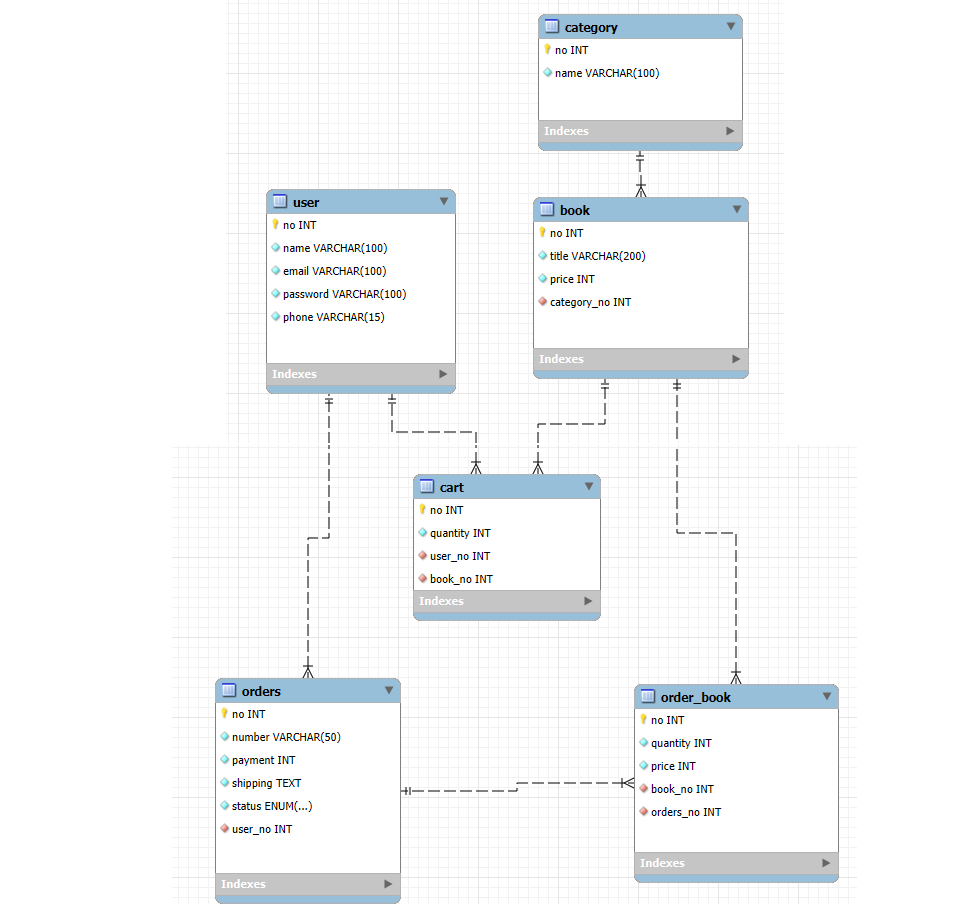 category
no INT
name VARCHAR(100)
Indexes
user
no INT
name VARCHAR(100)
email VARCHAR(100)
password VARCHAR(100)
phone VARCHAR(15)
Indexes
book
no INT
title VARCHAR(200)
price INT
category_no INT
Indexes
cart
no INT
quantity INT
user_no INT
book_no INT
Indexes
orders
no INT
number VARCHAR(50)
payment INT
shipping TEXT
status ENUM(...)
user_no INT
Indexes
order_book
no INT
quantity INT
price INT
book_no INT
orders_no INT
Indexes